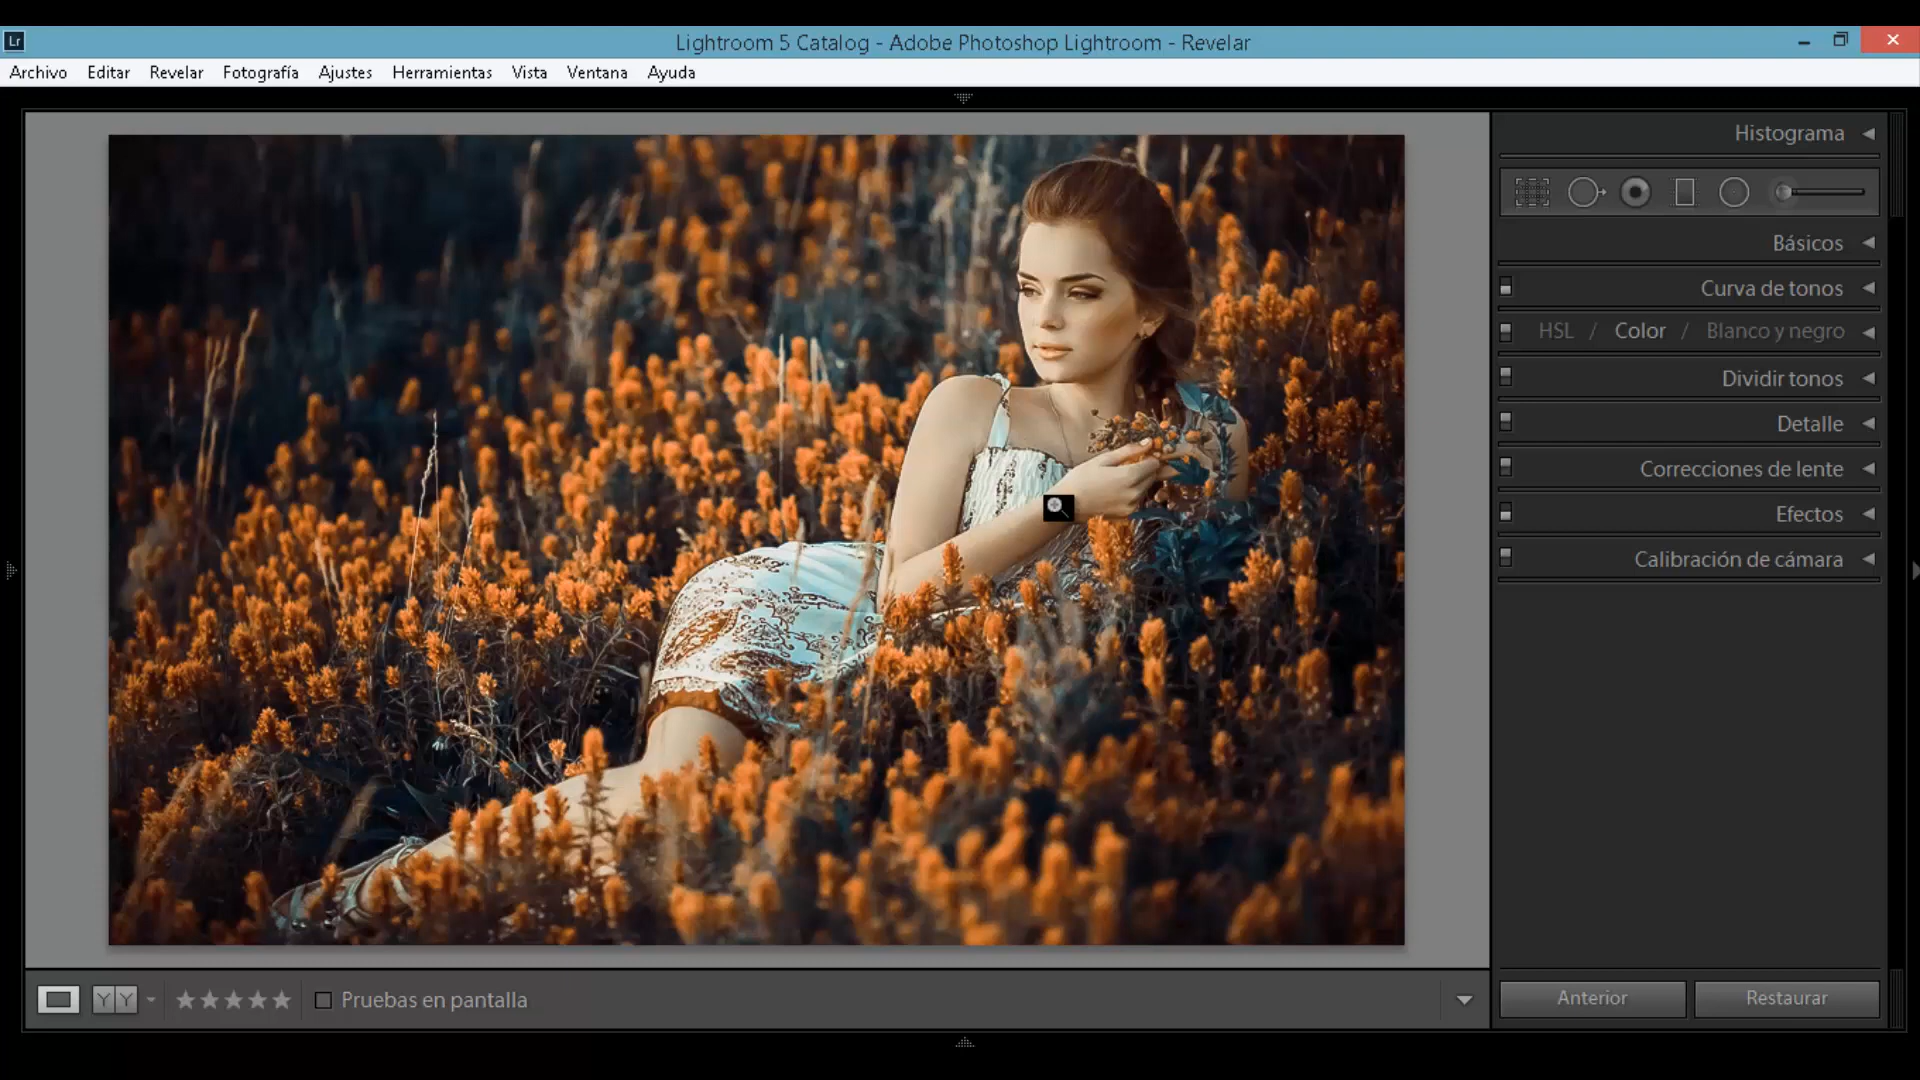 Lr
Lightroom 5 Catalog - Adobe Photoshop Lightroom - Revelar
Archivo Editar Revelar Fotografía Ajustes Herramientas Vista Ventana Ayuda
Histograma
Básicos
Curva de tonos
HSL / Color / Blanco y negro
Dividir tonos
Detalle
Correcciones de lente
Efectos
Calibración de cámara
YY
Pruebas en pantalla
Anterior Restaurar